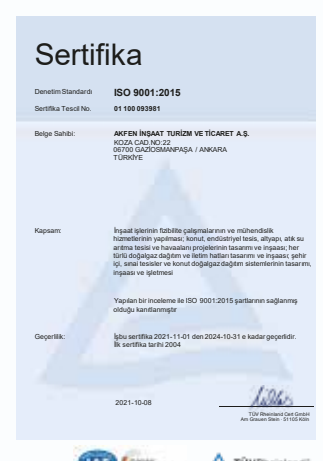 Sertifika
Denetim Standardı ISO 9001:2015
Sertifika Tescil No. 01 100 093981
Belge Sahibi: AKFEN İNŞAAT TURİZM VE TİCARET A.Ş.
KOZA CAD.NO:22
06700 GAZİOSMANPAŞA / ANKARA
TÜRKİYE
Kapsam: İnşaat işlerinin fizibilite çalışmalarının ve mühendislik
hizmetlerinin yapılması; konut, endüstriyel tesis, altyapı, atık su
arıtma tesisi ve havaalanı projelerinin tasarım ve inşaası; her
türlü doğalgaz dağıtım ve iletim hatları tasarımı ve inşaası; şehir
içi, sınai tesisler ve konut doğalgaz dağıtım sistemlerinin tasarımı,
inşaası ve işletmesi
Yapılan bir inceleme ile ISO 9001:2015 şartlarının sağlanmış
olduğu kanıtlanmıştır
Geçerlilik: İşbu sertifika 2021-11-01 den 2024-10-31 e kadar geçerlidir.
İlk sertifika tarihi 2004
2021-10-08
TÜV Rheinland Cert GmbH
Am Grauen Stein · 51105 Köln